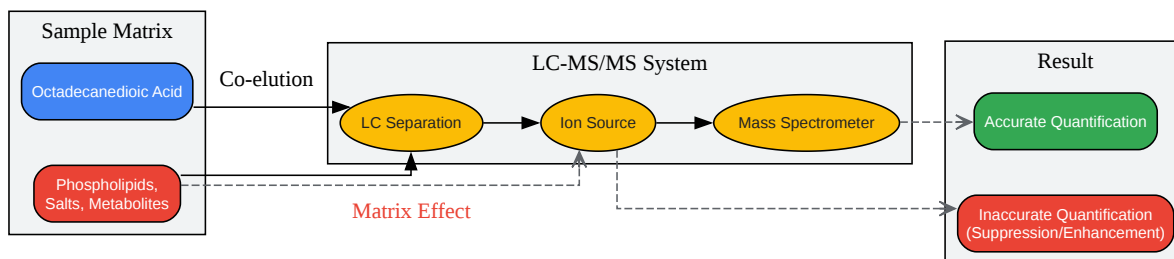 Sample Matrix
Octadecanedioic Acid
Phospholipids,
Salts, Metabolites
Co-elution
Matrix Effect
LC-MS/MS System
LC Separation
Ion Source
Mass Spectrometer
Result
Accurate Quantification
Inaccurate Quantification
(Suppression/Enhancement)